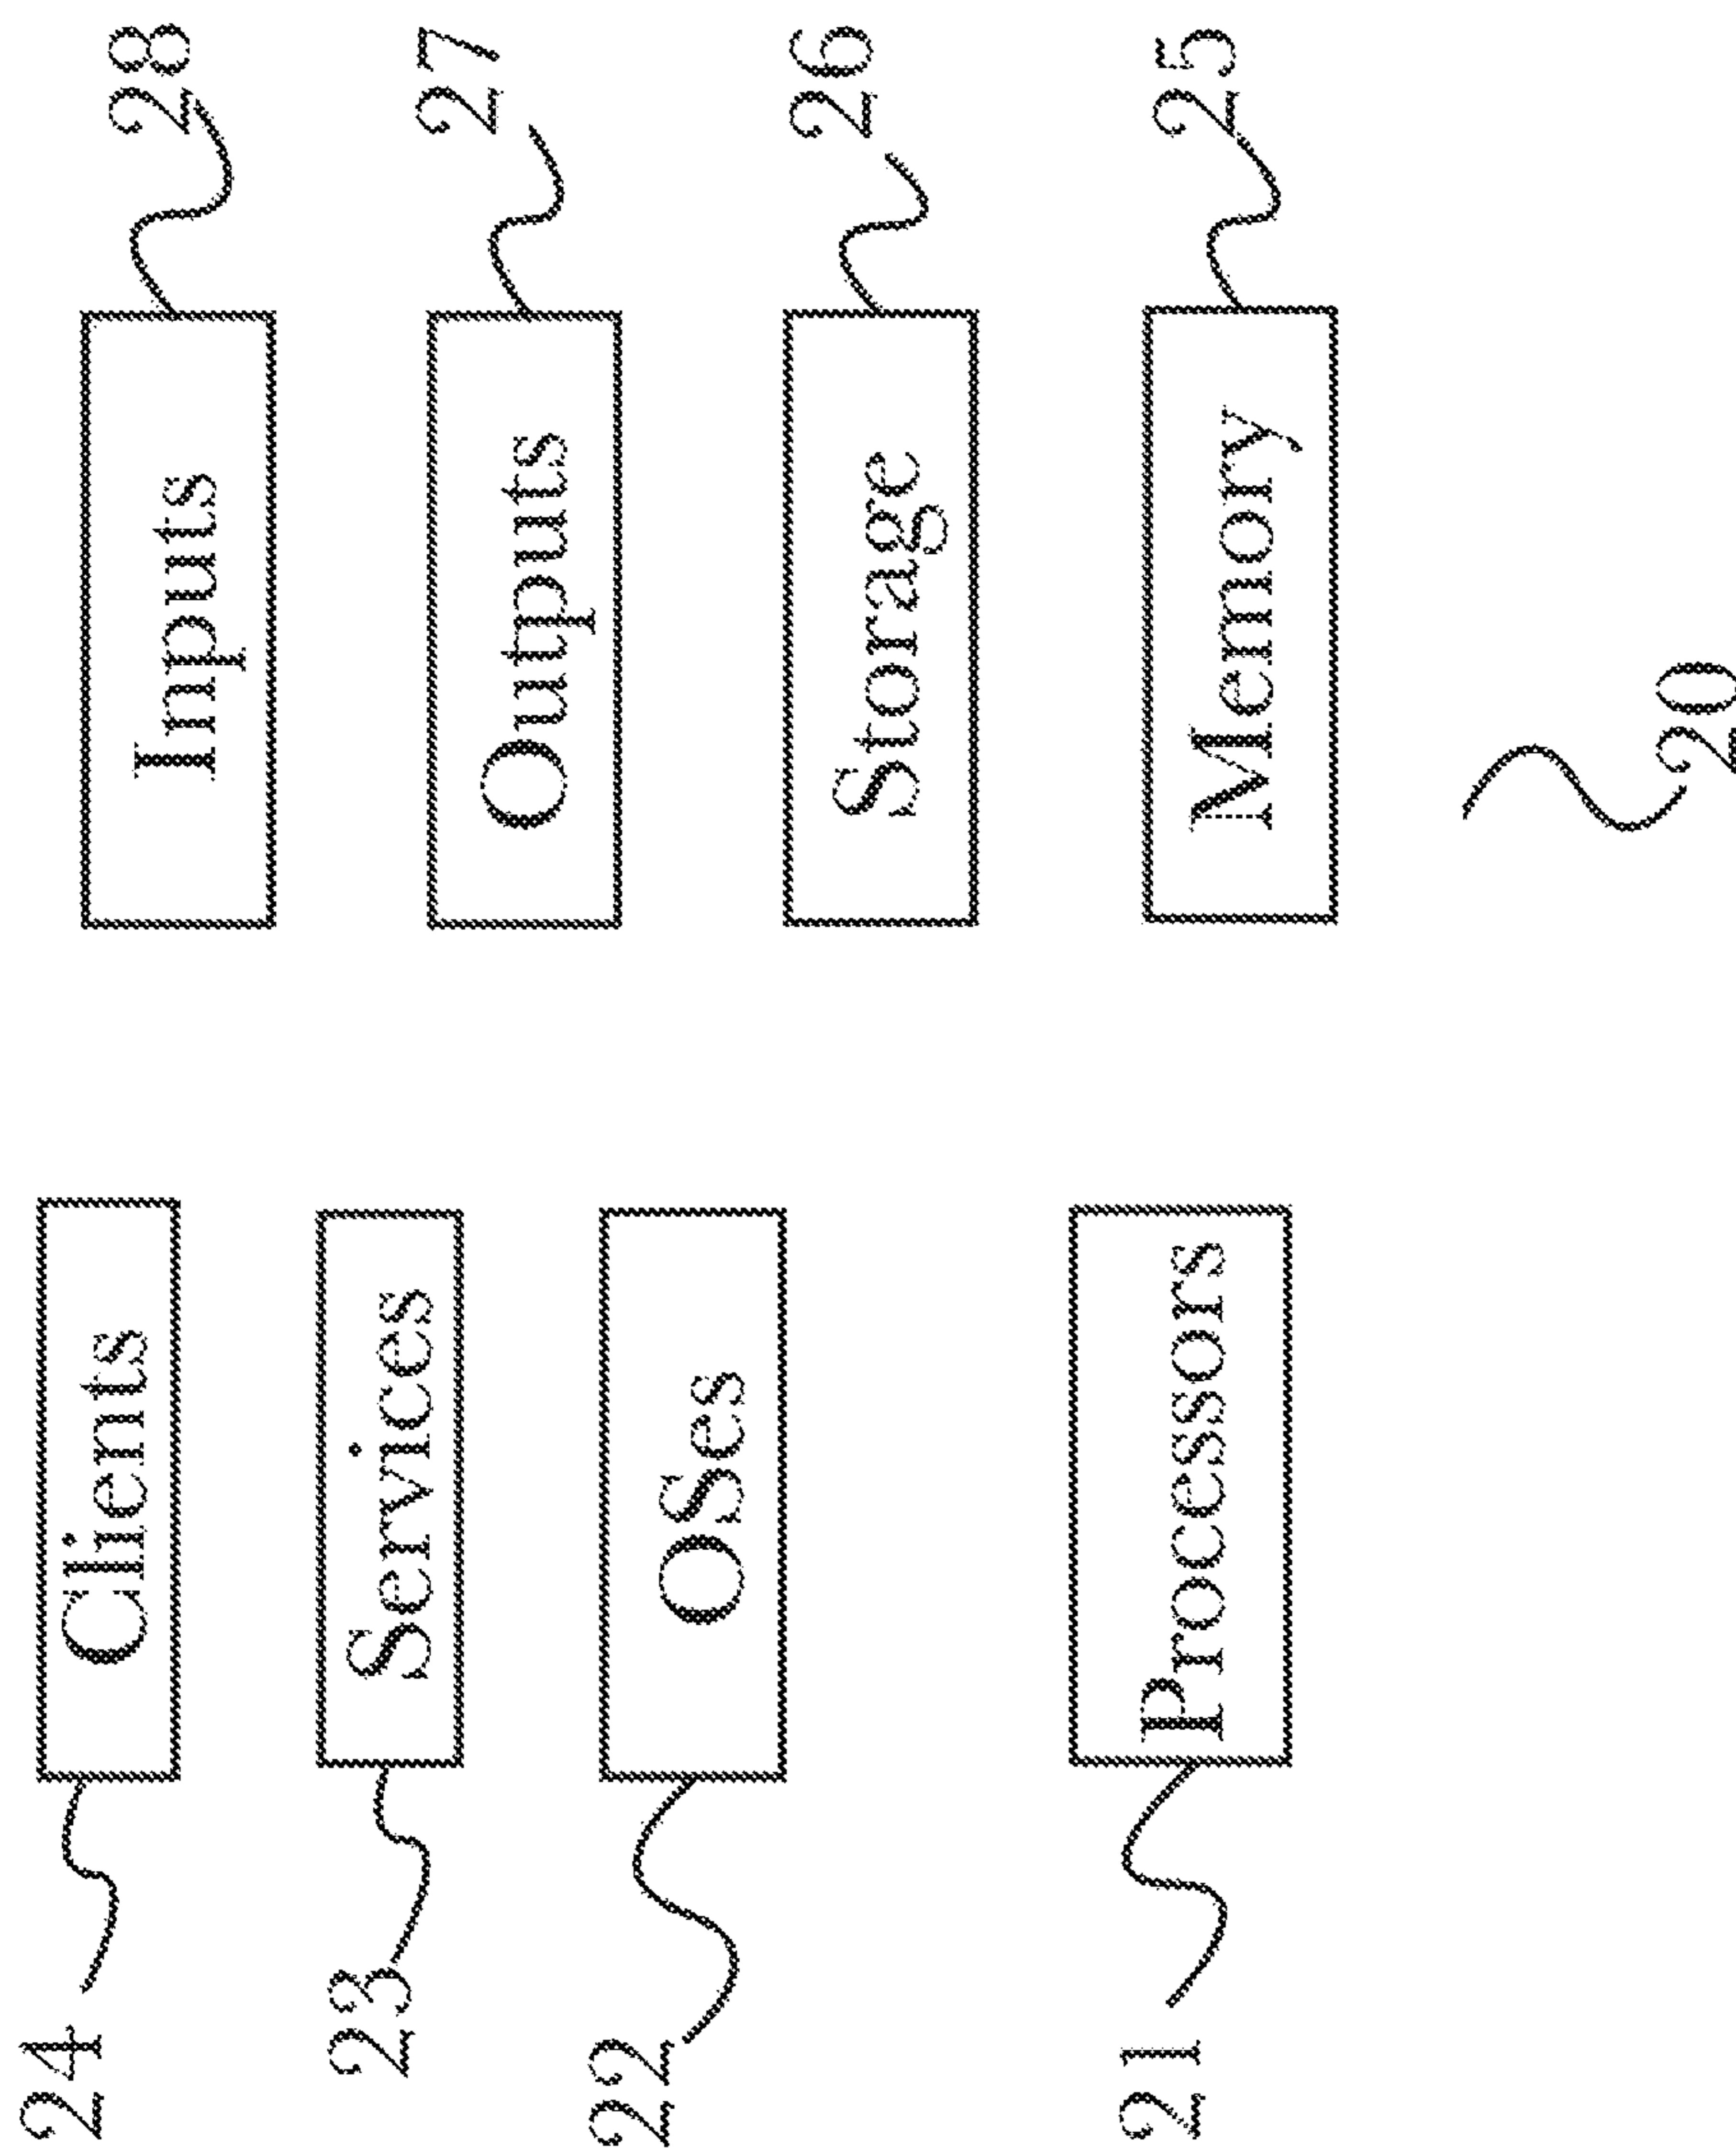 24
Clients
Inputs
28
23
Services
Outputs
27
22
OSes
Storage
26
21
Processors
Memory
25
20